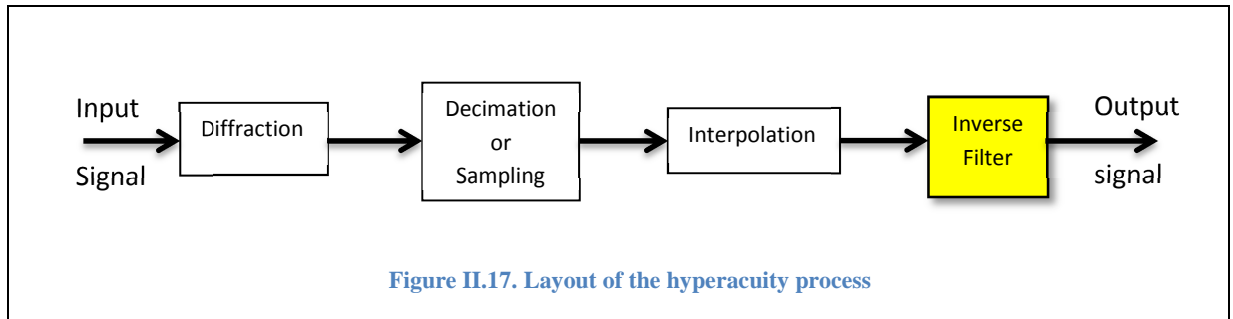 Input
Signal
Diffraction
Decimation
or
Sampling
Interpolation
Inverse
Filter
Output
signal
Figure II.17. Layout of the hyperacuity process